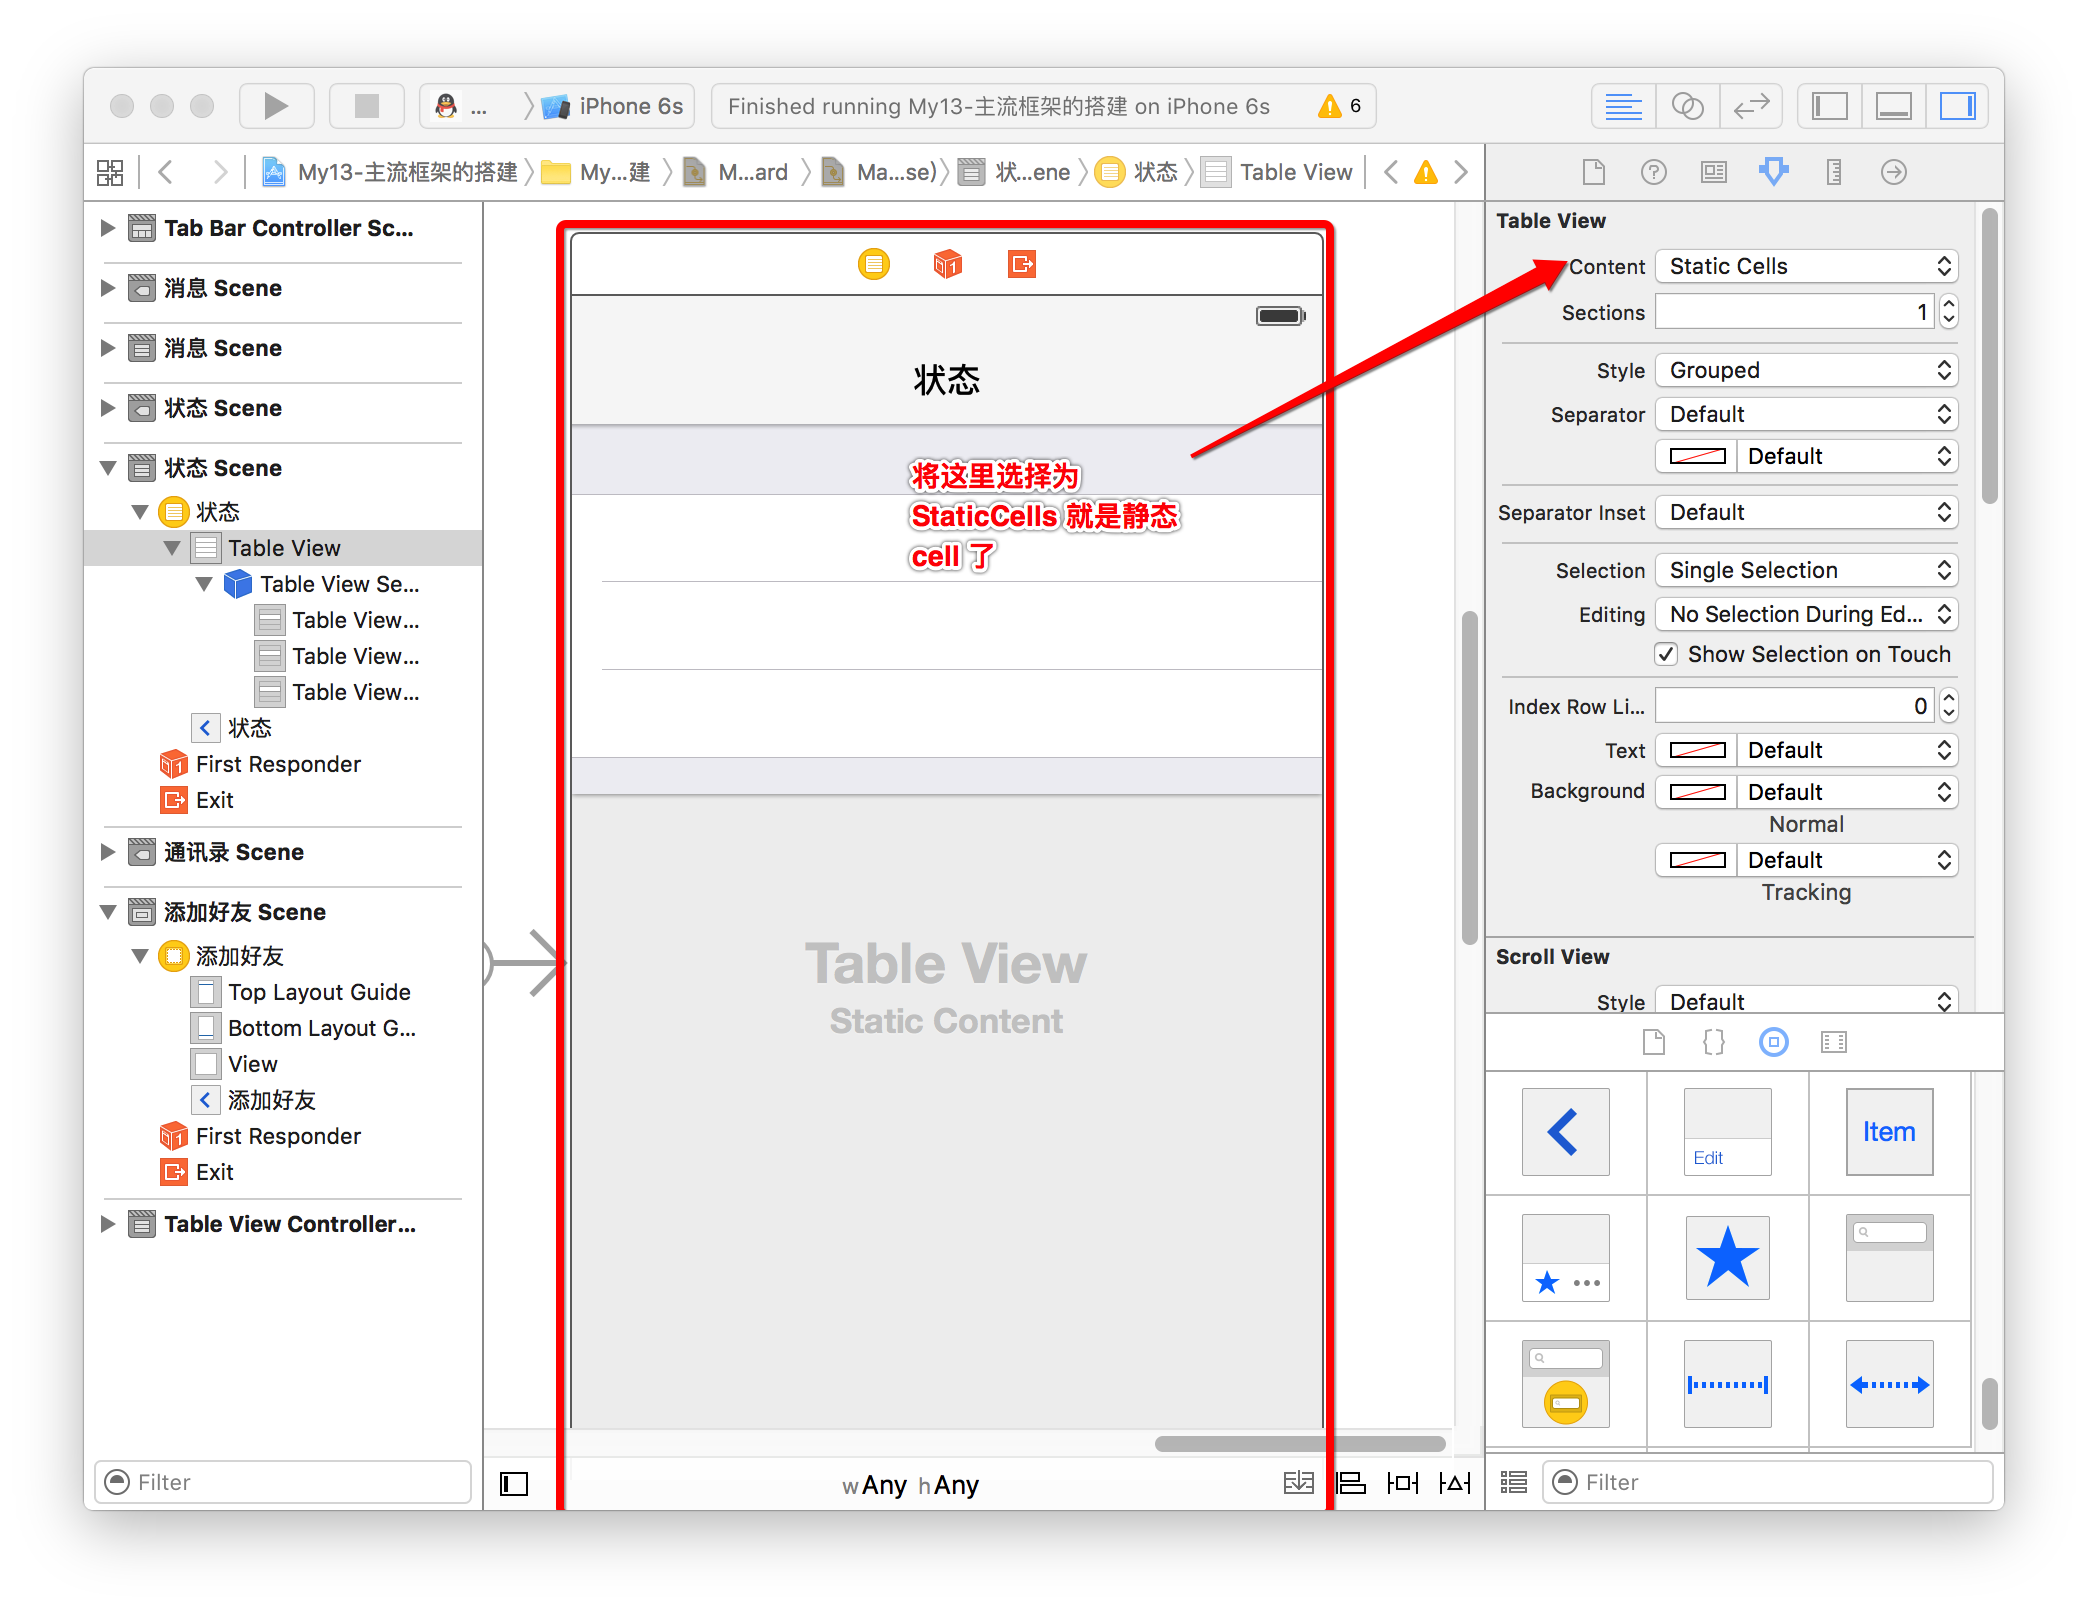 ... iPhone 6s
Finished running My13-主流框架的搭建 on iPhone 6s 6
My13-主流框架的搭建 My...建 M...ard Ma...se) 状...ene 状态 Table View
Tab Bar Controller Sc...
消息 Scene
消息 Scene
状态 Scene
状态 Scene
状态
Table View
Table View Se...
Table View...
Table View...
Table View...
状态
First Responder
Exit
通讯录 Scene
添加好友 Scene
添加好友
Top Layout Guide
Bottom Layout G...
View
添加好友
First Responder
Exit
Table View Controller...
Filter
状态
将这里选择为
StaticCells 就是静态
cell 了
Table View
Static Content
wAny hAny
Table View
Content Static Cells
Sections 1
Style Grouped
Separator Default
Default
Separator Inset Default
Selection Single Selection
Editing No Selection During Ed...
Show Selection on Touch
Index Row Li... 0
Text Default
Background Default
Normal
Default
Tracking
Scroll View
Style Default
Edit
Item
Filter